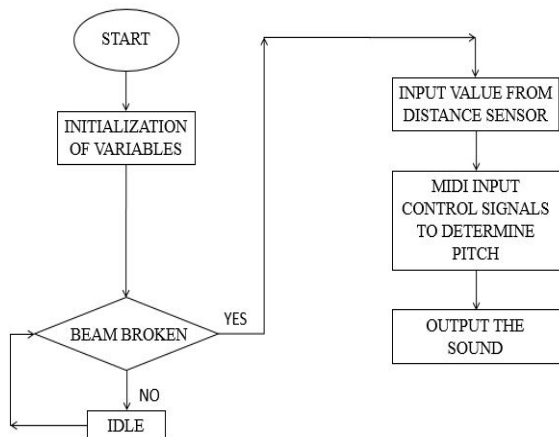 START
INITIALIZATION
OF VARIABLES
BEAM BROKEN
YES
NO
IDLE
INPUT VALUE FROM
DISTANCE SENSOR
MIDI INPUT
CONTROL SIGNALS
TO DETERMINE
PITCH
OUTPUT THE
SOUND